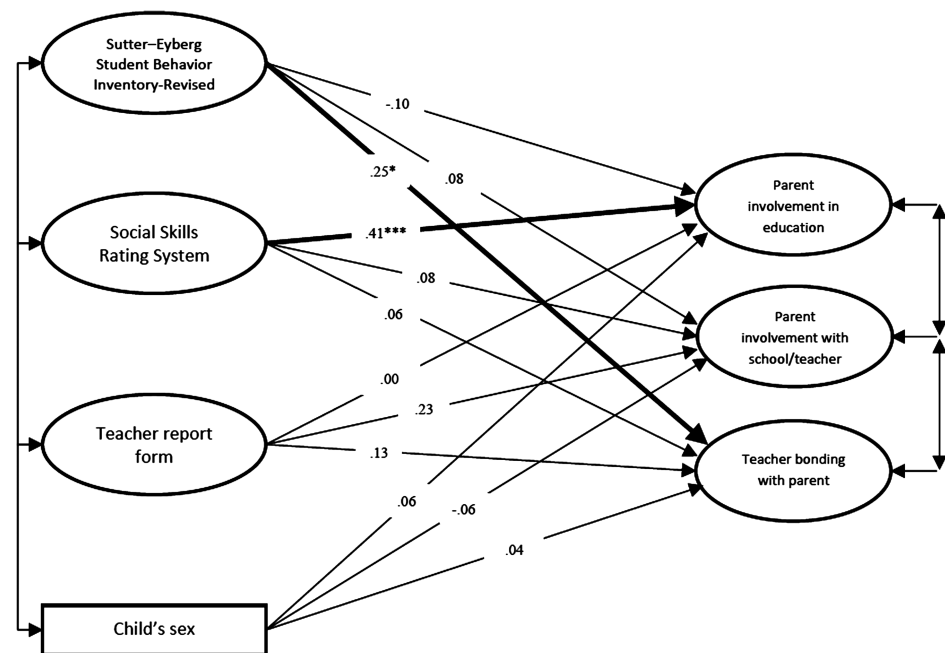 Sutter–Eyberg
Student Behavior
Inventory-Revised
-.10
.25*
.08
Parent
involvement in
education
Social Skills
Rating System
.41***
.08
.06
Parent
involvement with
school/teacher
.00
.23
Teacher report
form
.13
Teacher bonding
with parent
.06
-.06
.04
Child's sex